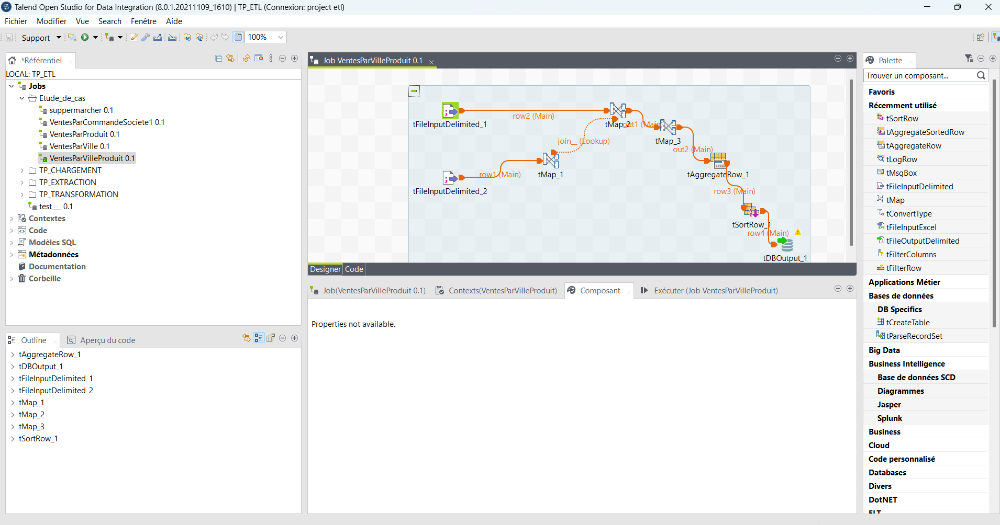 Talend Open Studio for Data Integration (8.0.1.20211109_1610) | TP_ETL (Connexion: project etl)
Fichier Modifier Vue Search Fenêtre Aide
Support 100%
*Référentiel
LOCAL: TP_ETL
Jobs
Etude_de_cas
suppermarcher 0.1
VentesParCommandeSociete1 0.1
VentesParProduit 0.1
VentesParVille 0.1
VentesParVilleProduit 0.1
TP_CHARGEMENT
TP_EXTRACTION
TP_TRANSFORMATION
test__ 0.1
Contextes
Code
Modèles SQL
Métadonnées
Documentation
Corbeille
Outline Aperçu du code
tAggregateRow_1
tDBOutput_1
tFileInputDelimited_1
tFileInputDelimited_2
tMap_1
tMap_2
tMap_3
tSortRow_1
Job VentesParVilleProduit 0.1
row2 (Main)
tFileInputDelimited_1
tMap_2
out1 (Main)
join__ (Lookup)
tMap_3
out2 (Main)
row1 (Main)
tMap_1
tAggregateRow_1
tFileInputDelimited_2
row3 (Main)
tSortRow_1
row4 (Main)
tDBOutput_1
Designer Code
Job(VentesParVilleProduit 0.1) Contexts(VentesParVilleProduit) Composant Exécuter (Job VentesParVilleProduit)
Properties not available.
Palette
Trouver un composant...
Favoris
Récemment utilisé
tSortRow
tAggregateSortedRow
tAggregateRow
tLogRow
tMsgBox
tFileInputDelimited
tMap
tConvertType
tFileInputExcel
tFileOutputDelimited
tFilterColumns
tFilterRow
Applications Métier
Bases de données
DB Specifics
tCreateTable
tParseRecordSet
Big Data
Business Intelligence
Base de données SCD
Diagrammes
Jasper
Splunk
Business
Cloud
Code personnalisé
Databases
Divers
DotNET
ELT